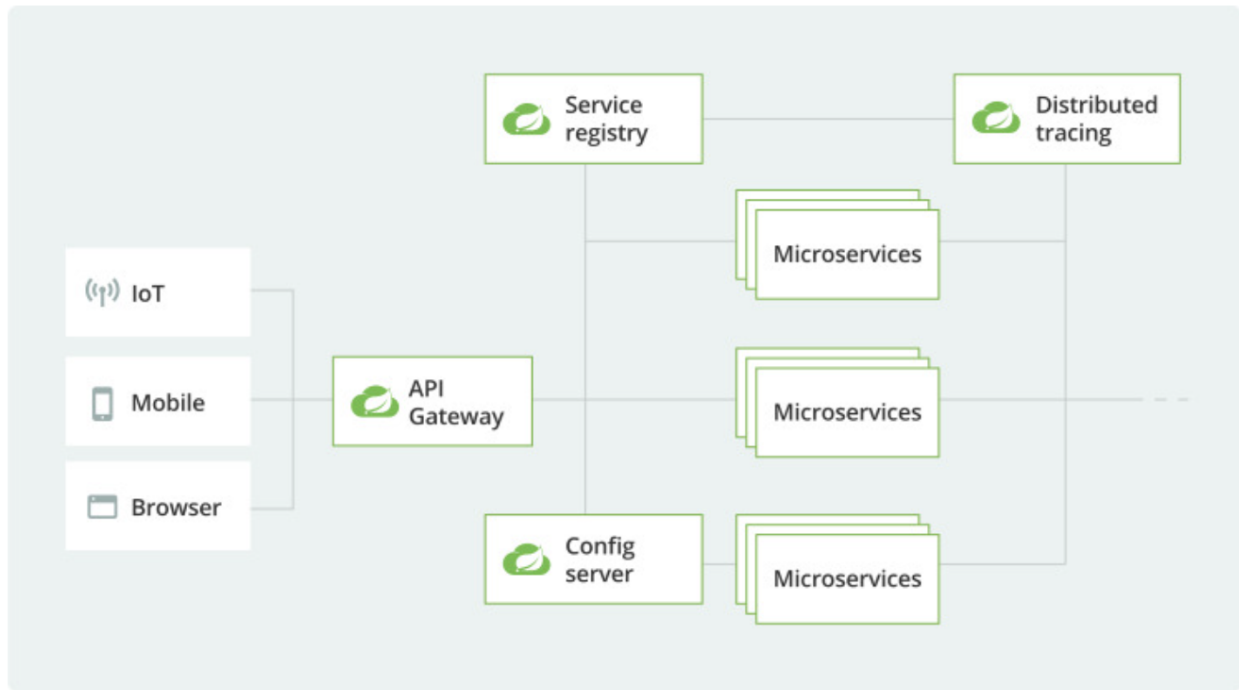 Service
registry
Distributed
tracing
Microservices
IoT
Mobile
API
Gateway
Microservices
Browser
Config
server
Microservices